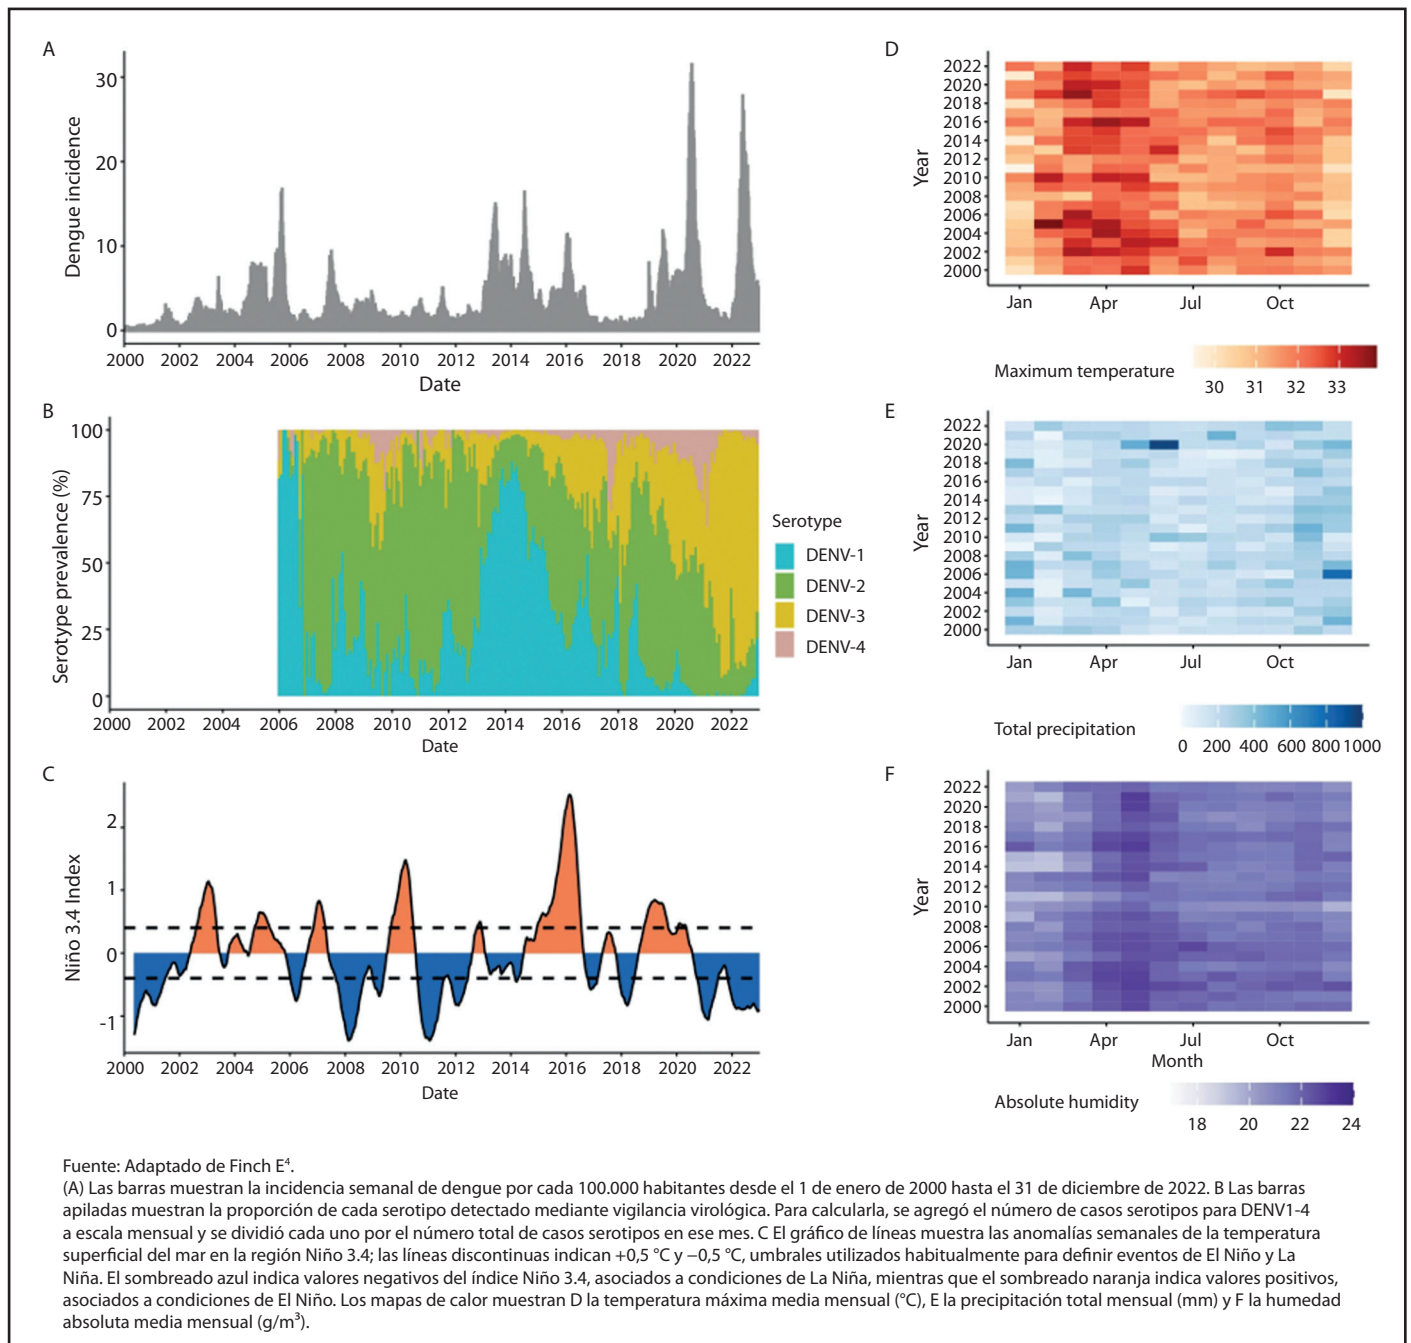 A
Dengue incidence
30
20
10
0
2000 2002 2004 2006 2008 2010 2012 2014 2016 2018 2020 2022
Date
B
Serotype prevalence (%)
100
75
50
25
0
2000 2002 2004 2006 2008 2010 2012 2014 2016 2018 2020 2022
Date
Serotype
DENV-1
DENV-2
DENV-3
DENV-4
C
Niño 3.4 Index
2
1
0
-1
2000 2002 2004 2006 2008 2010 2012 2014 2016 2018 2020 2022
Date
D
Year
2022
2020
2018
2016
2014
2012
2010
2008
2006
2004
2002
2000
Jan Apr Jul Oct
Maximum temperature
30 31 32 33
E
Year
2022
2020
2018
2016
2014
2012
2010
2008
2006
2004
2002
2000
Jan Apr Jul Oct
Total precipitation
0 200 400 600 800 1000
F
Year
2022
2020
2018
2016
2014
2012
2010
2008
2006
2004
2002
2000
Jan Apr Jul Oct
Month
Absolute humidity
18 20 22 24
Fuente: Adaptado de Finch E⁴.
(A) Las barras muestran la incidencia semanal de dengue por cada 100.000 habitantes desde el 1 de enero de 2000 hasta el 31 de diciembre de 2022. B Las barras
apiladas muestran la proporción de cada serotipo detectado mediante vigilancia virológica. Para calcularla, se agregó el número de casos serotipos para DENV1-4
a escala mensual y se dividió cada uno por el número total de casos serotipos en ese mes. C El gráfico de líneas muestra las anomalías semanales de la temperatura
superficial del mar en la región Niño 3.4; las líneas discontinuas indican +0,5 °C y −0,5 °C, umbrales utilizados habitualmente para definir eventos de El Niño y La
Niña. El sombreado azul indica valores negativos del índice Niño 3.4, asociados a condiciones de La Niña, mientras que el sombreado naranja indica valores positivos,
asociados a condiciones de El Niño. Los mapas de calor muestran D la temperatura máxima media mensual (°C), E la precipitación total mensual (mm) y F la humedad
absoluta media mensual (g/m³).